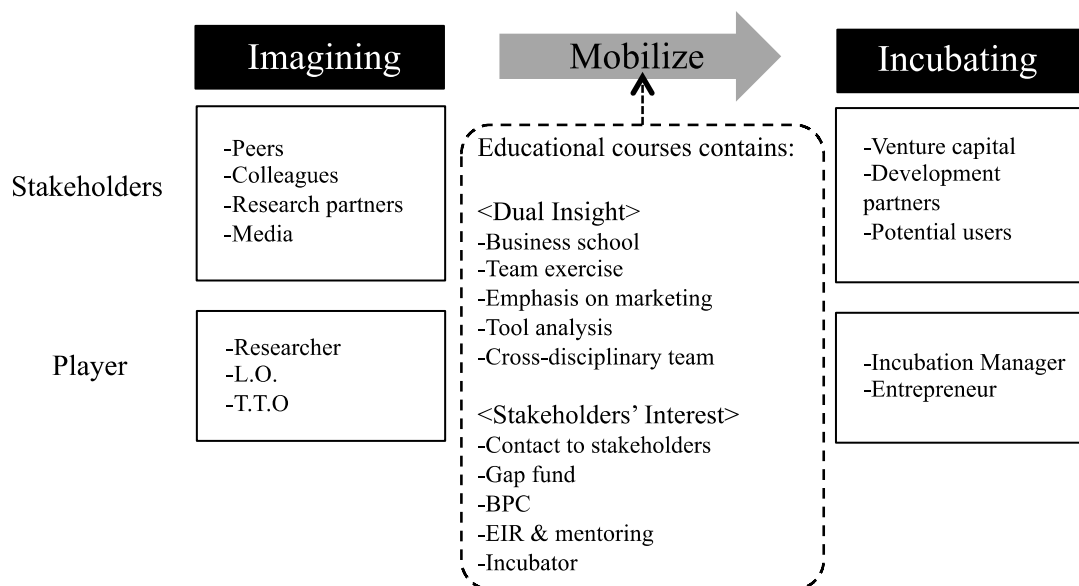 Imagining
Mobilize
Incubating
Stakeholders
-Peers
-Colleagues
-Research partners
-Media
Educational courses contains:
<Dual Insight>
-Business school
-Team exercise
-Emphasis on marketing
-Tool analysis
-Cross-disciplinary team
<Stakeholders’ Interest>
-Contact to stakeholders
-Gap fund
-BPC
-EIR & mentoring
-Incubator
-Venture capital
-Development
partners
-Potential users
Player
-Researcher
-L.O.
-T.T.O
-Incubation Manager
-Entrepreneur